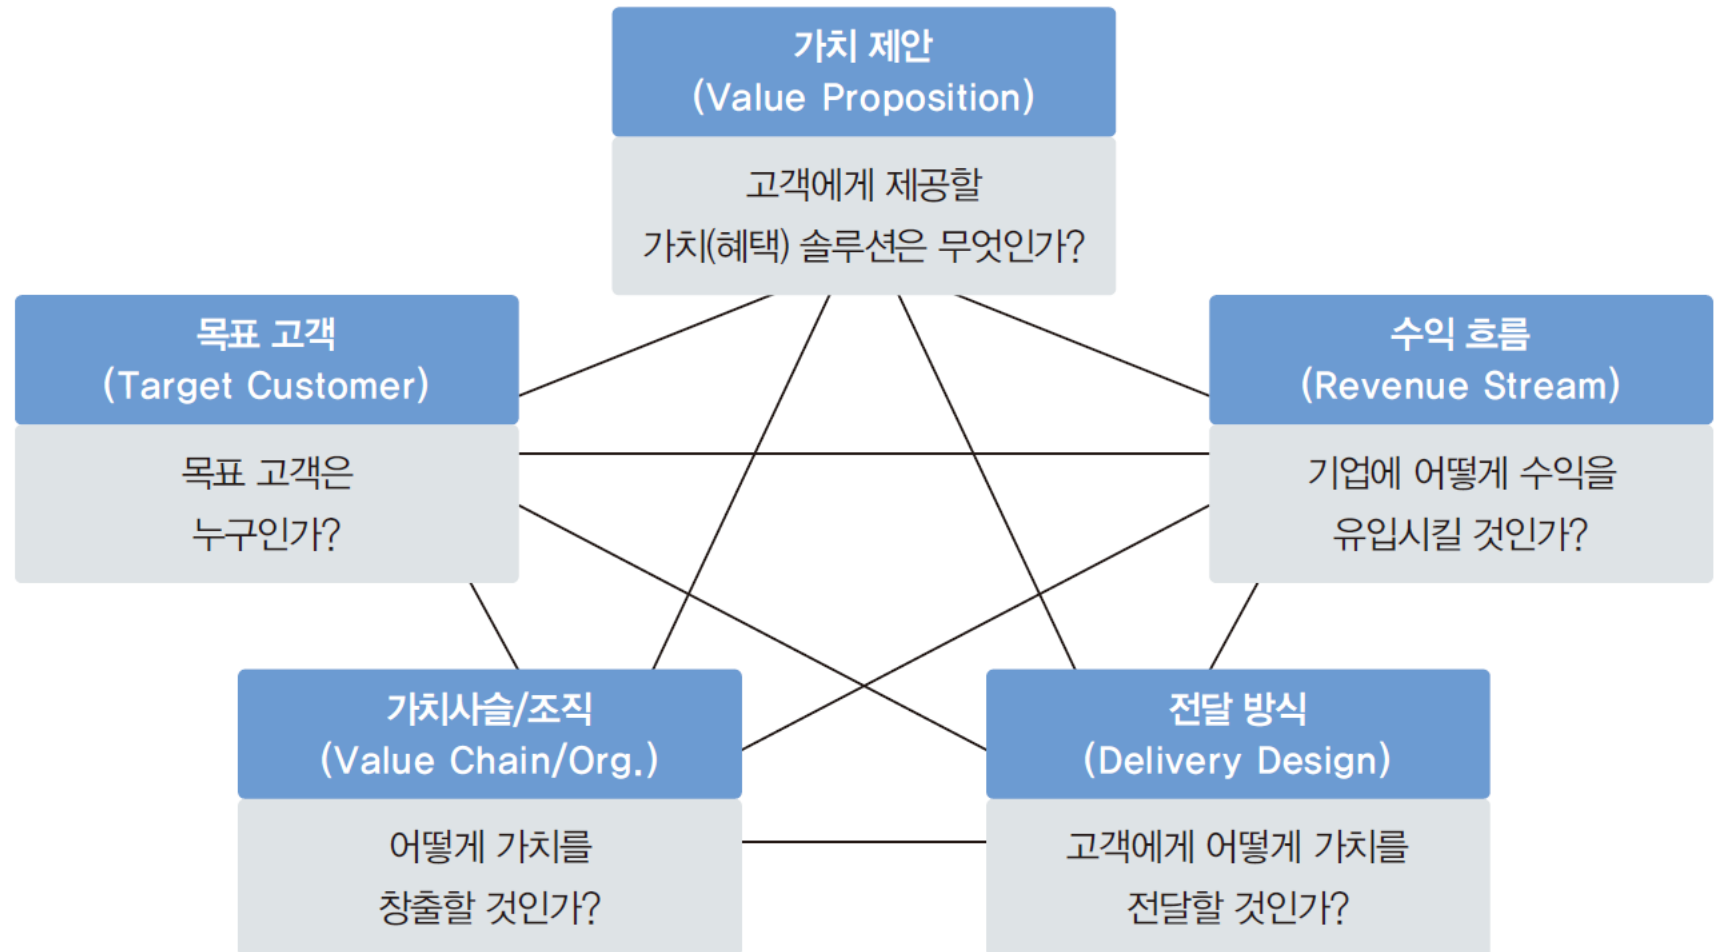 가치 제안
(Value Proposition)
고객에게 제공할
가치(혜택) 솔루션은 무엇인가?
목표 고객
(Target Customer)
목표 고객은
누구인가?
수익 흐름
(Revenue Stream)
기업에 어떻게 수익을
유입시킬 것인가?
가치사슬/조직
(Value Chain/Org.)
어떻게 가치를
창출할 것인가?
전달 방식
(Delivery Design)
고객에게 어떻게 가치를
전달할 것인가?